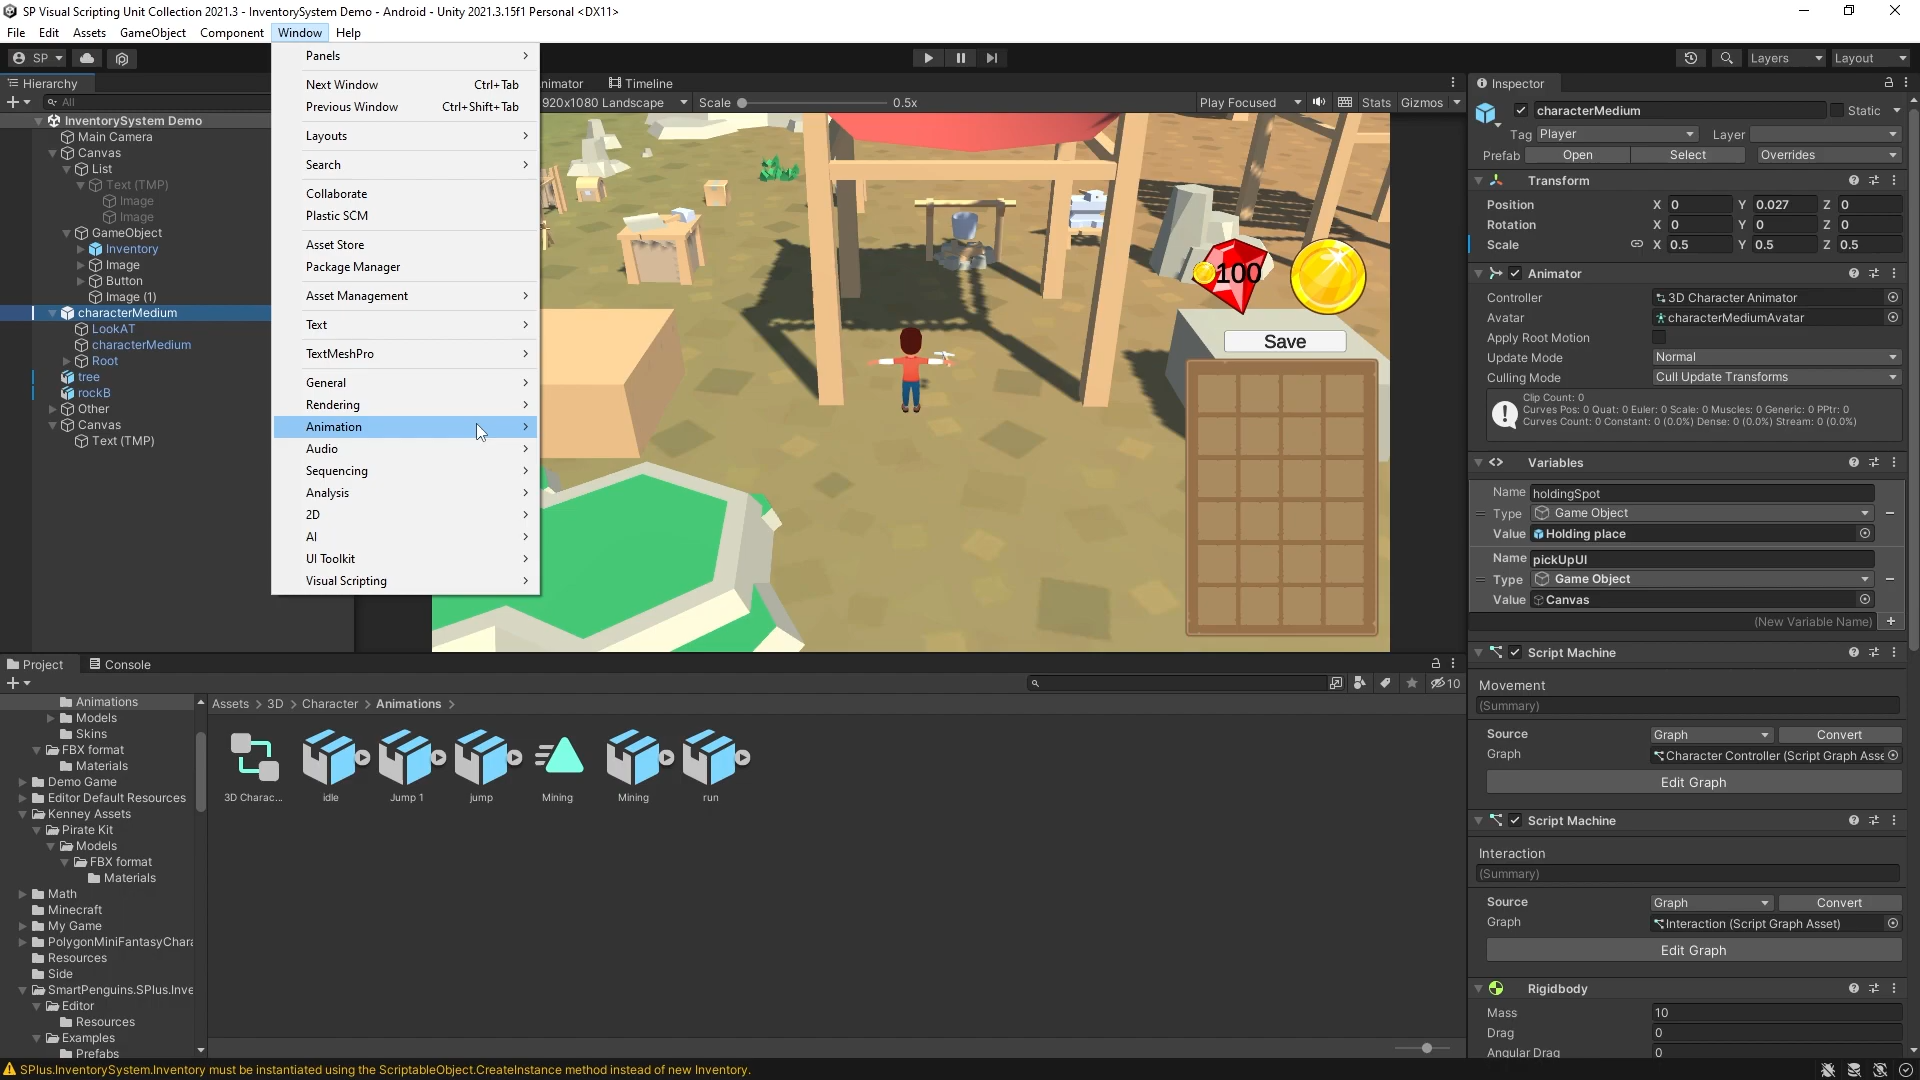 SP Visual Scripting Unit Collection 2021.3 - InventorySystem Demo - Android - Unity 2021.3.15f1 Personal <DX11>
File Edit Assets GameObject Component Window Help
SP Layers Layout
Hierarchy
All
InventorySystem Demo
Main Camera
Canvas
List
Text (TMP)
Image
Image
GameObject
Inventory
Image
Button
Image (1)
characterMedium
LookAT
characterMedium
Root
tree
rockB
Other
Canvas
Text (TMP)
Panels
Next Window Ctrl+Tab
Previous Window Ctrl+Shift+Tab
Layouts
Search
Collaborate
Plastic SCM
Asset Store
Package Manager
Asset Management
Text
TextMeshPro
General
Rendering
Animation
Audio
Sequencing
Analysis
2D
AI
UI Toolkit
Visual Scripting
nimator Timeline
920x1080 Landscape Scale 0.5x Play Focused Stats Gizmos
100
Save
Inspector
characterMedium Static
Tag Player Layer
Prefab Open Select Overrides
Transform
Position X 0 Y 0.027 Z 0
Rotation X 0 Y 0 Z 0
Scale X 0.5 Y 0.5 Z 0.5
Animator
Controller 3D Character Animator
Avatar characterMediumAvatar
Apply Root Motion
Update Mode Normal
Culling Mode Cull Update Transforms
Clip Count: 0
Curves Pos: 0 Quat: 0 Euler: 0 Scale: 0 Muscles: 0 Generic: 0 PPtr: 0
Curves Count: 0 Constant: 0 (0.0%) Dense: 0 (0.0%) Stream: 0 (0.0%)
Variables
Name holdingSpot
Type Game Object
Value Holding place
Name pickUpUI
Type Game Object
Value Canvas
(New Variable Name)
Script Machine
Movement
(Summary)
Source Graph Convert
Graph Character Controller (Script Graph Asse
Edit Graph
Script Machine
Interaction
(Summary)
Source Graph Convert
Graph Interaction (Script Graph Asset)
Edit Graph
Rigidbody
Mass 10
Drag 0
Angular Drag 0
Project Console
10
Animations
Models
Skins
FBX format
Materials
Demo Game
Editor Default Resources
Kenney Assets
Pirate Kit
Models
FBX format
Materials
Math
Minecraft
My Game
PolygonMiniFantasyChara
Resources
Side
SmartPenguins.SPlus.Inve
Editor
Resources
Examples
Prefabs
Assets > 3D > Character > Animations >
3D Charac... idle Jump 1 jump Mining Mining run
SPlus.InventorySystem.Inventory must be instantiated using the ScriptableObject.CreateInstance method instead of new Inventory.